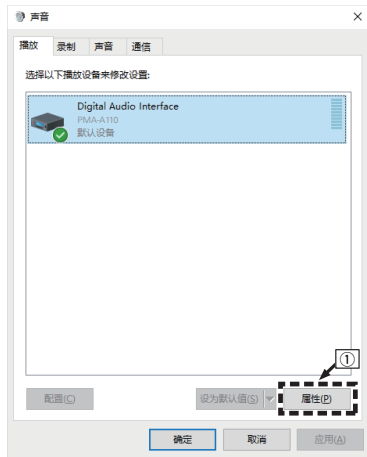 声音
播放 录制 声音 通信
选择以下播放设备来修改设置:
Digital Audio Interface
PMA-A110
默认设备
①
配置(C) 设为默认值(S) 属性(P)
确定 取消 应用(A)